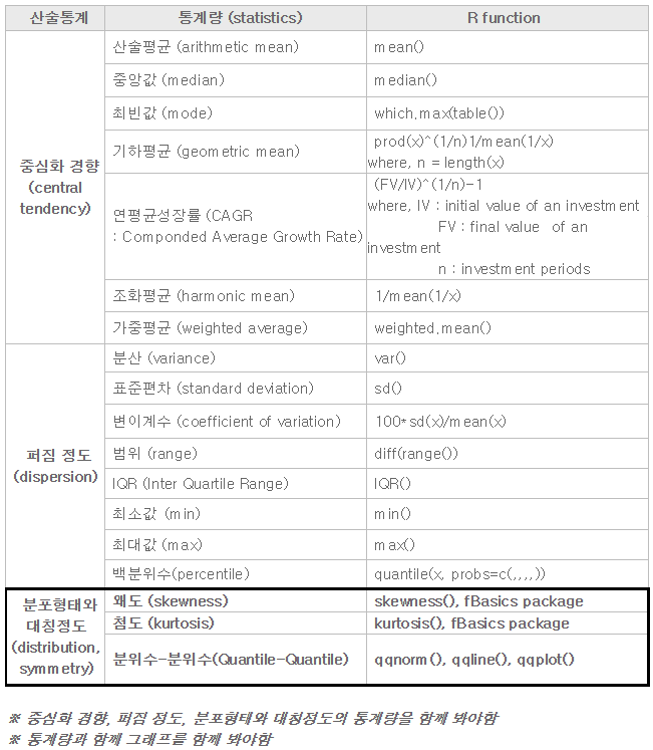 산술통계 통계량 (statistics) R function
중심화 경향
(central
tendency)
산술평균 (arithmetic mean) mean()
중앙값 (median) median()
최빈값 (mode) which.max(table())
기하평균 (geometric mean) prod(x)^(1/n)1/mean(1/x)
where, n = length(x)
연평균성장률 (CAGR
: Componded Average Growth Rate)
(FV/IV)^(1/n)-1
where, IV : initial value of an investment
FV : final value of an
investment
n : investment periods
조화평균 (harmonic mean) 1/mean(1/x)
가중평균 (weighted average) weighted.mean()
퍼짐 정도
(dispersion)
분산 (variance) var()
표준편차 (standard deviation) sd()
변이계수 (coefficient of variation) 100*sd(x)/mean(x)
범위 (range) diff(range())
IQR (Inter Quartile Range) IQR()
최소값 (min) min()
최대값 (max) max()
백분위수(percentile) quantile(x, probs=c(,,,,))
분포형태와
대칭정도
(distribution,
symmetry)
왜도 (skewness) skewness(), fBasics package
첨도 (kurtosis) kurtosis(), fBasics package
분위수-분위수(Quantile-Quantile) qqnorm(), qqline(), qqplot()
※ 중심화 경향, 퍼짐 정도, 분포형태와 대칭정도의 통계량을 함께 봐야함
※ 통계량과 함께 그래프를 함께 봐야함